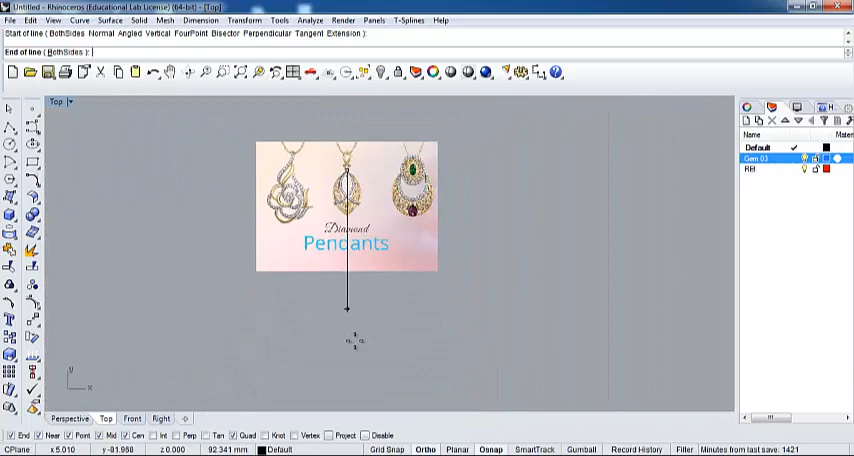 Untitled - Rhinoceros (Educational Lab License) (64-bit) - [Top]
File Edit View Curve Surface Solid Mesh Dimension Transform Tools Analyze Render Panels T-Splines Help
Start of line ( BothSides Normal Angled Vertical FourPoint Bisector Perpendicular Tangent Extension ):
End of line ( BothSides ):
Top
Name Mater
Default
Gem 03
Diamond
Pendants
y
x
Perspective Top Front Right
End Near Point Mid Cen Int Perp Tan Quad Knot Vertex Project Disable
CPlane x 5.010 y -81.968 z 0.000 92.341 mm Default Grid Snap Ortho Planar Osnap SmartTrack Gumball Record History Filter Minutes from last save: 1421